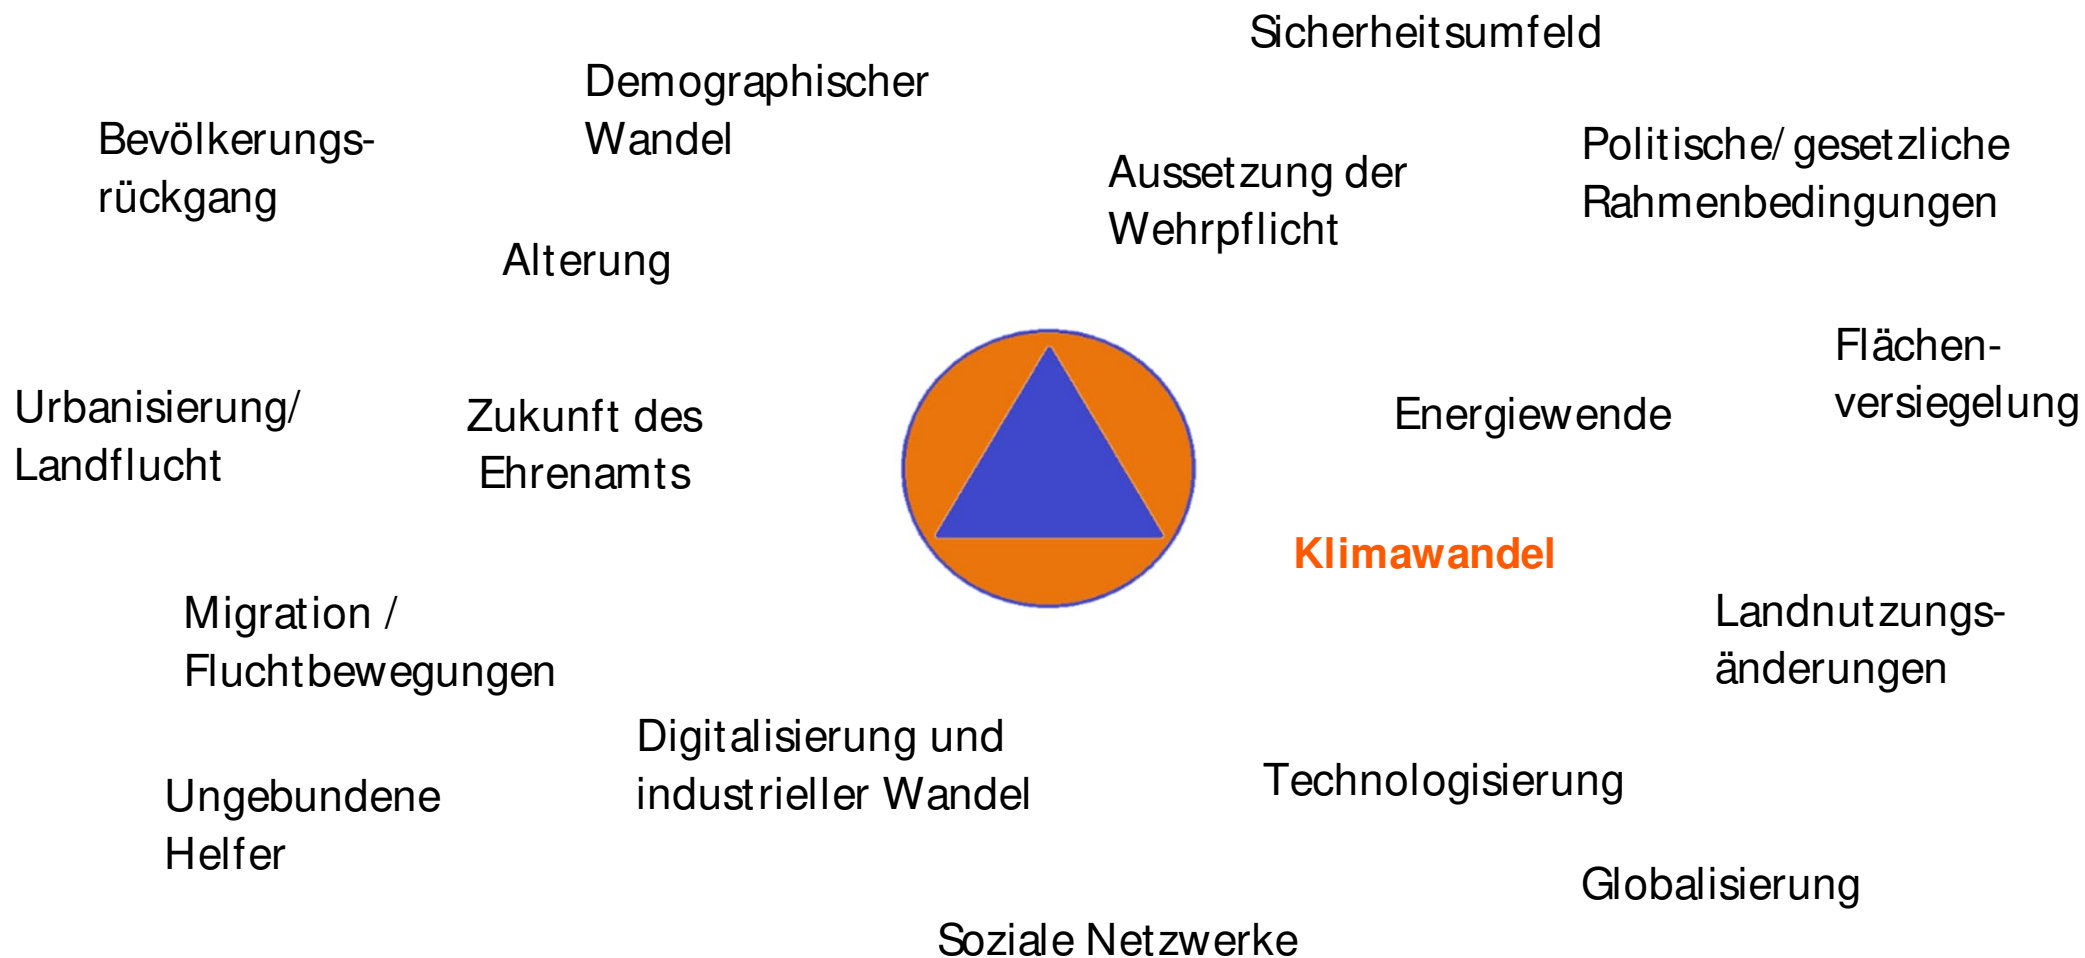 Sicherheitsumfeld
Demographischer
Wandel
Bevölkerungs-
rückgang
Aussetzung der
Wehrpflicht
Politische/ gesetzliche
Rahmenbedingungen
Alterung
Flächen-
versiegelung
Urbanisierung/
Landflucht
Zukunft des
Ehrenamts
Energiewende
Klimawandel
Migration /
Fluchtbewegungen
Landnutzungs-
änderungen
Digitalisierung und
industrieller Wandel
Technologisierung
Ungebundene
Helfer
Globalisierung
Soziale Netzwerke